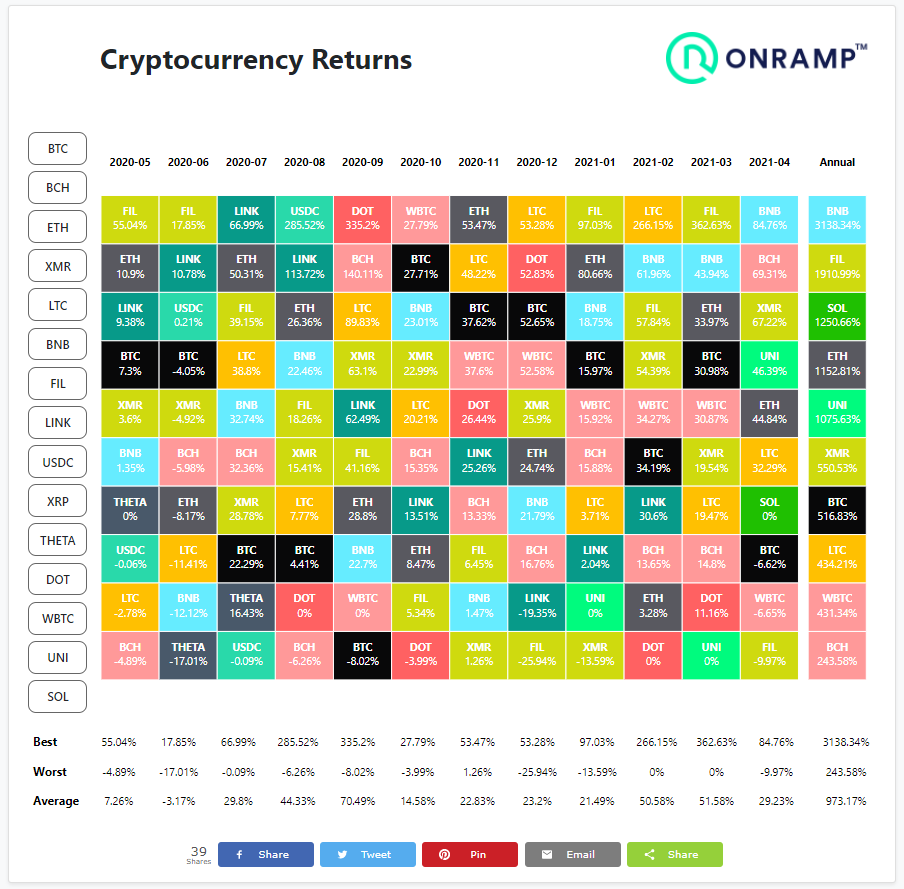 Cryptocurrency Returns
ONRAMP™
BTC
BCH
ETH
XMR
LTC
BNB
FIL
LINK
USDC
XRP
THETA
DOT
WBTC
UNI
SOL
2020-05 2020-06 2020-07 2020-08 2020-09 2020-10 2020-11 2020-12 2021-01 2021-02 2021-03 2021-04 Annual
FIL FIL LINK USDC DOT WBTC ETH LTC FIL LTC FIL BNB BNB
55.04% 17.85% 66.99% 285.52% 335.2% 27.79% 53.47% 53.28% 97.03% 266.15% 362.63% 84.76% 3138.34%
ETH LINK ETH LINK BCH BTC LTC DOT ETH BNB BNB BCH FIL
10.9% 10.78% 50.31% 113.72% 140.11% 27.71% 48.22% 52.83% 80.66% 61.96% 43.94% 69.31% 1910.99%
LINK USDC FIL ETH LTC BNB BTC BTC BNB FIL ETH XMR SOL
9.38% 0.21% 39.15% 26.36% 89.83% 23.01% 37.62% 52.65% 18.75% 57.84% 33.97% 67.22% 1250.66%
BTC BTC LTC BNB XMR XMR WBTC WBTC BTC XMR BTC UNI ETH
7.3% -4.05% 38.8% 22.46% 63.1% 22.99% 37.6% 52.58% 15.97% 54.39% 30.98% 46.39% 1152.81%
XMR XMR BNB FIL LINK LTC DOT XMR WBTC WBTC WBTC ETH UNI
3.6% -4.92% 32.74% 18.26% 62.49% 20.21% 26.44% 25.9% 15.92% 34.27% 30.87% 44.84% 1075.63%
BNB BCH BCH XMR FIL BCH LINK ETH BCH BTC XMR LTC XMR
1.35% -5.98% 32.36% 15.41% 41.16% 15.35% 25.26% 24.74% 15.88% 34.19% 19.54% 32.29% 550.53%
THETA ETH XMR LTC ETH LINK BCH BNB LTC LINK LTC SOL BTC
0% -8.17% 28.78% 7.77% 28.8% 13.51% 13.33% 21.79% 3.71% 30.6% 19.47% 0% 516.83%
USDC LTC BTC BTC BNB ETH FIL BCH LINK BCH BCH BTC LTC
-0.06% -11.41% 22.29% 4.41% 22.7% 8.47% 6.45% 16.76% 2.04% 13.65% 14.8% -6.62% 434.21%
LTC BNB THETA DOT WBTC FIL BNB LINK UNI ETH DOT WBTC WBTC
-2.78% -12.12% 16.43% 0% 0% 5.34% 1.47% -19.35% 0% 3.28% 11.16% -6.65% 431.34%
BCH THETA USDC BCH BTC DOT XMR FIL XMR DOT UNI FIL BCH
-4.89% -17.01% -0.09% -6.26% -8.02% -3.99% 1.26% -25.94% -13.59% 0% 0% -9.97% 243.58%
Best 55.04% 17.85% 66.99% 285.52% 335.2% 27.79% 53.47% 53.28% 97.03% 266.15% 362.63% 84.76% 3138.34%
Worst -4.89% -17.01% -0.09% -6.26% -8.02% -3.99% 1.26% -25.94% -13.59% 0% 0% -9.97% 243.58%
Average 7.26% -3.17% 29.8% 44.33% 70.49% 14.58% 22.83% 23.2% 21.49% 50.58% 51.58% 29.23% 973.17%
39
Shares
Share Tweet Pin Email Share